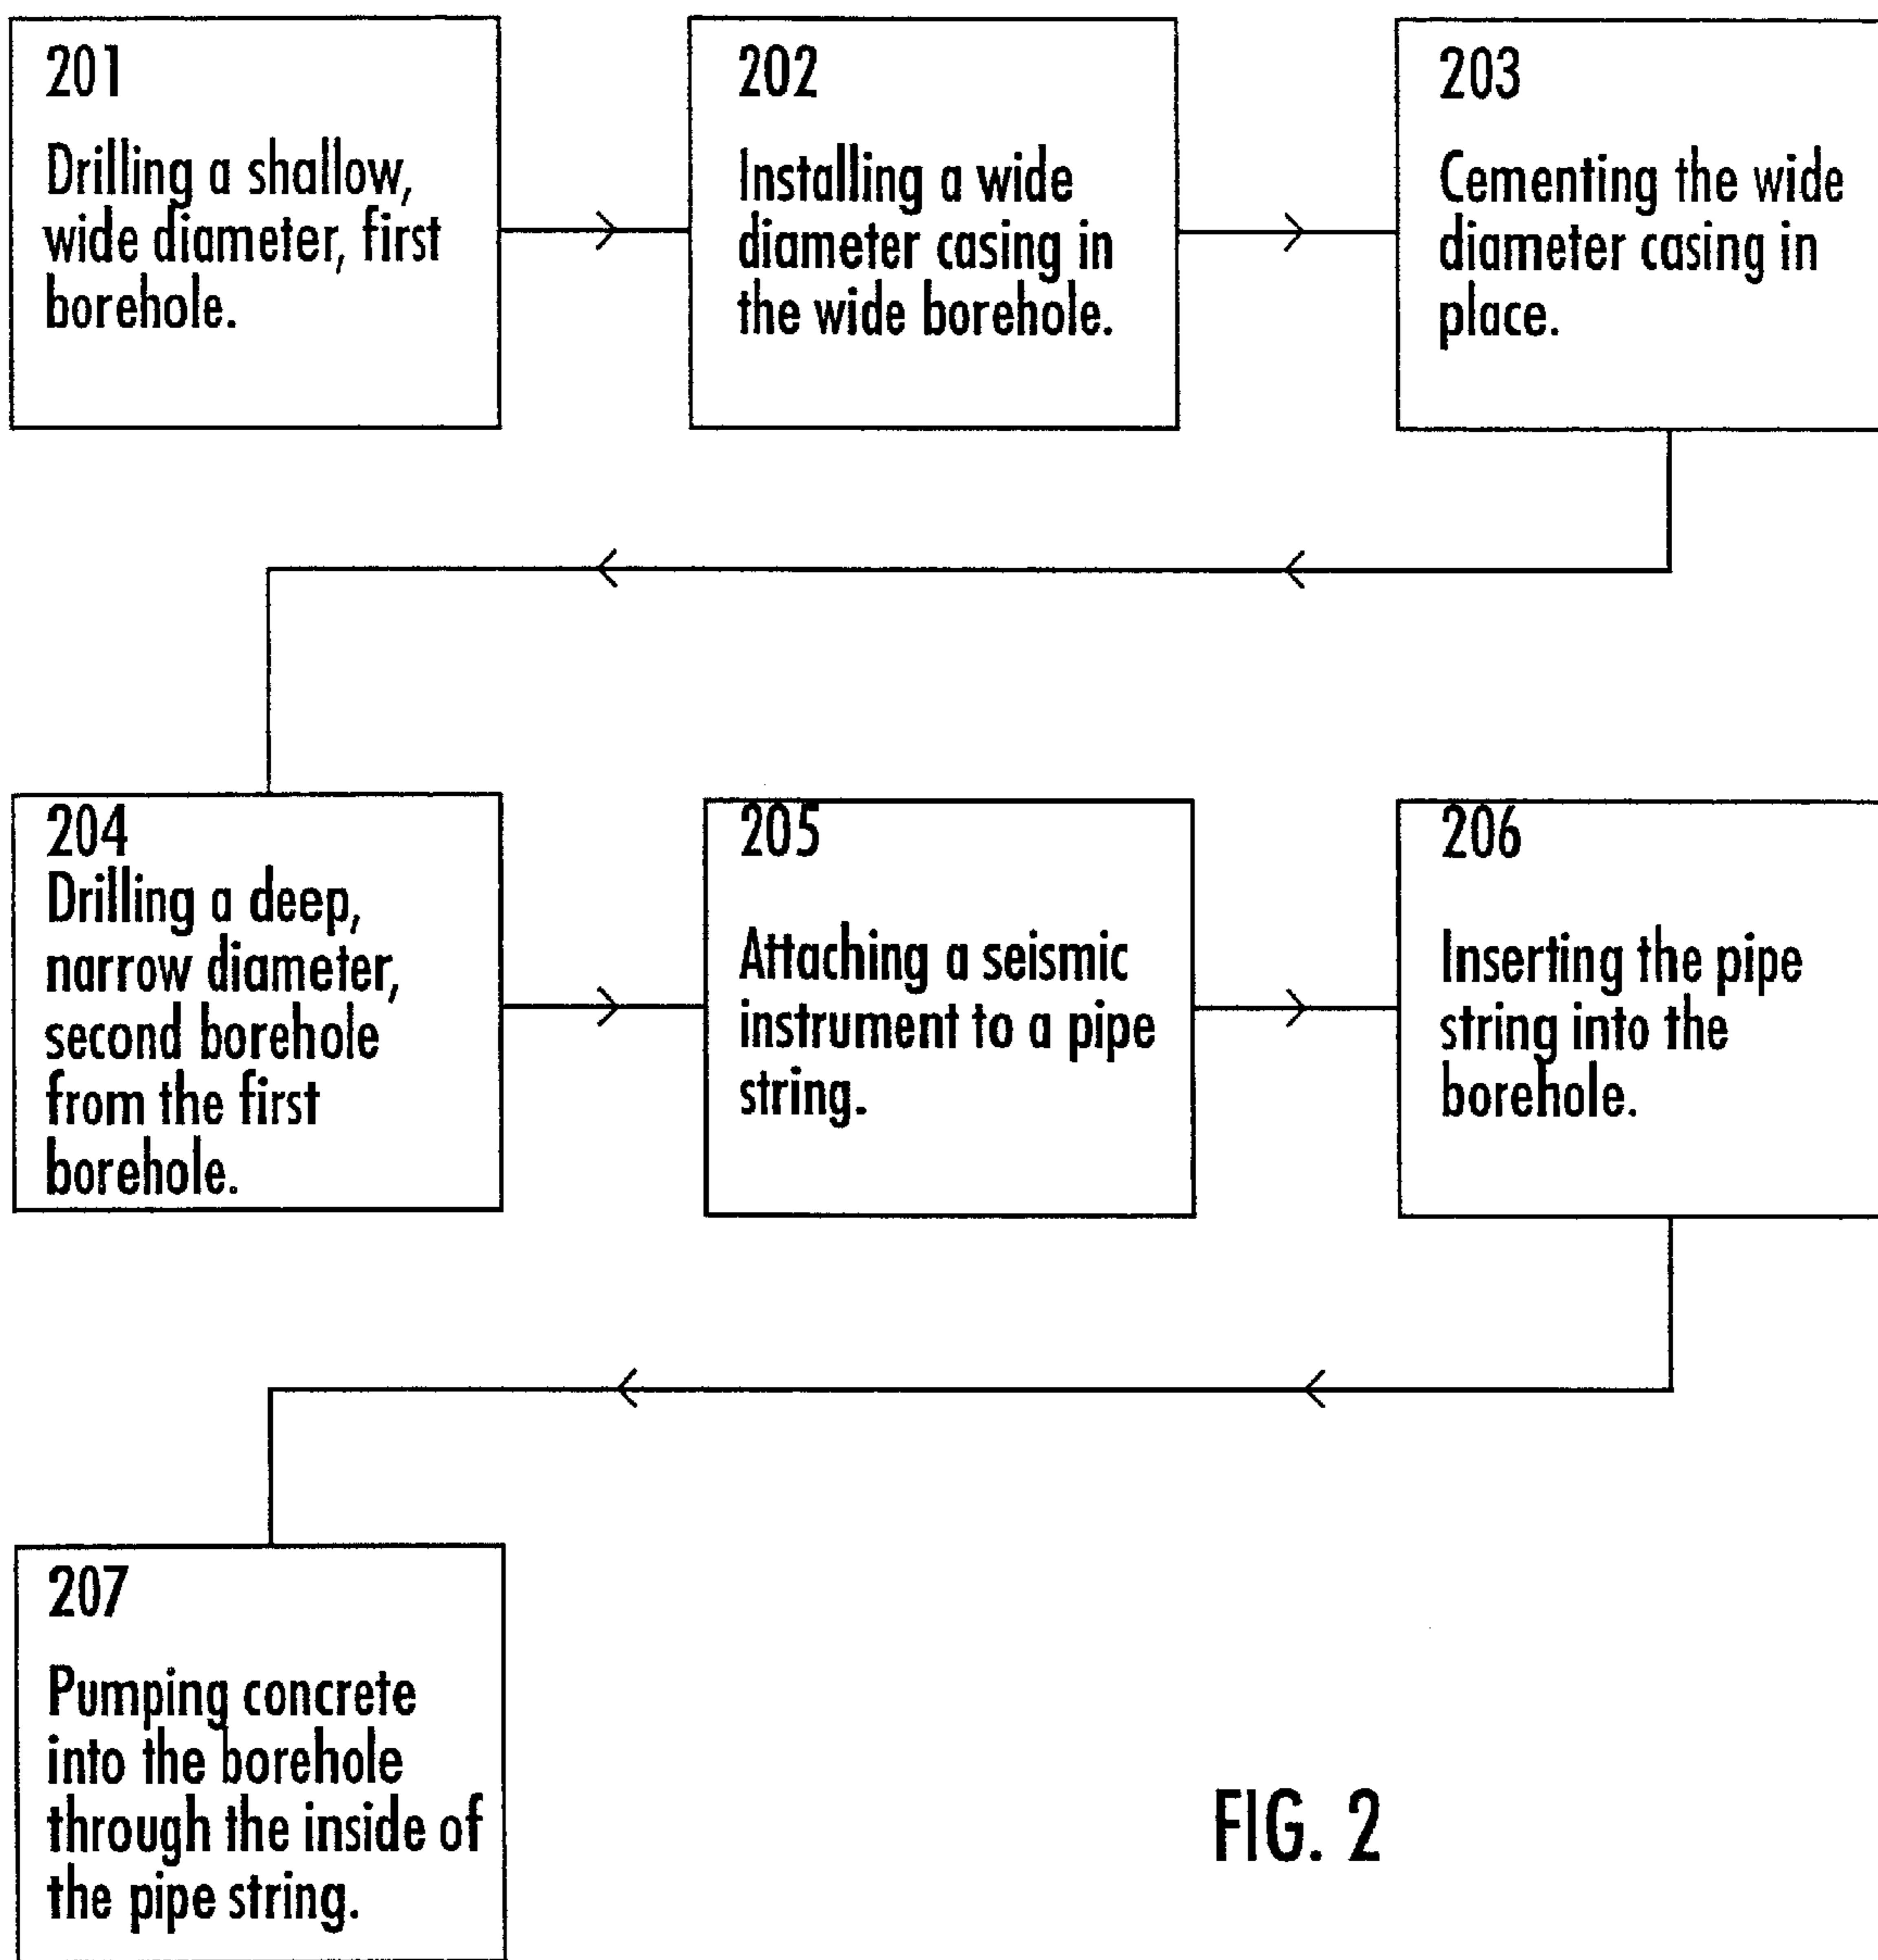 201
Drilling a shallow,
wide diameter, first
borehole.
202
Installing a wide
diameter casing in
the wide borehole.
203
Cementing the wide
diameter casing in
place.
204
Drilling a deep,
narrow diameter,
second borehole
from the first
borehole.
205
Attaching a seismic
instrument to a pipe
string.
206
Inserting the pipe
string into the
borehole.
207
Pumping concrete
into the borehole
through the inside of
the pipe string.
FIG. 2